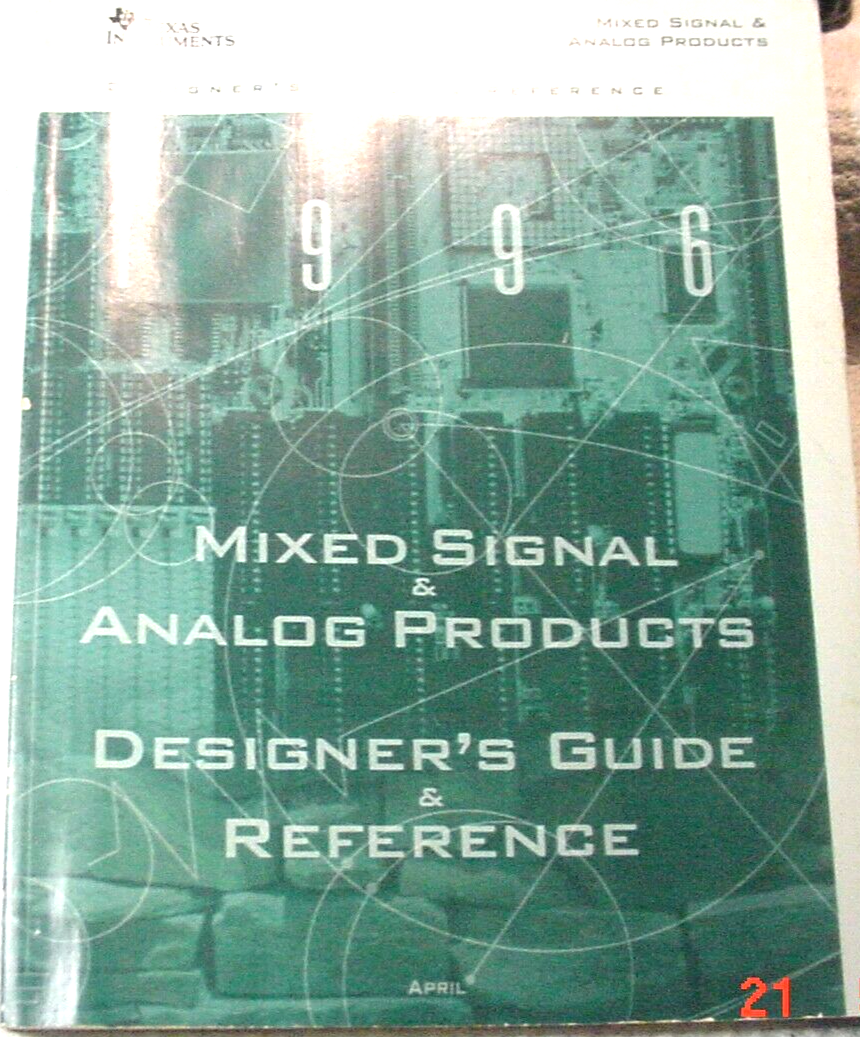 MIXED SIGNAL &
ANALOG PRODUCTS
9 9 6
MIXED SIGNAL
&
ANALOG PRODUCTS
DESIGNER'S GUIDE
&
REFERENCE
APRIL
21